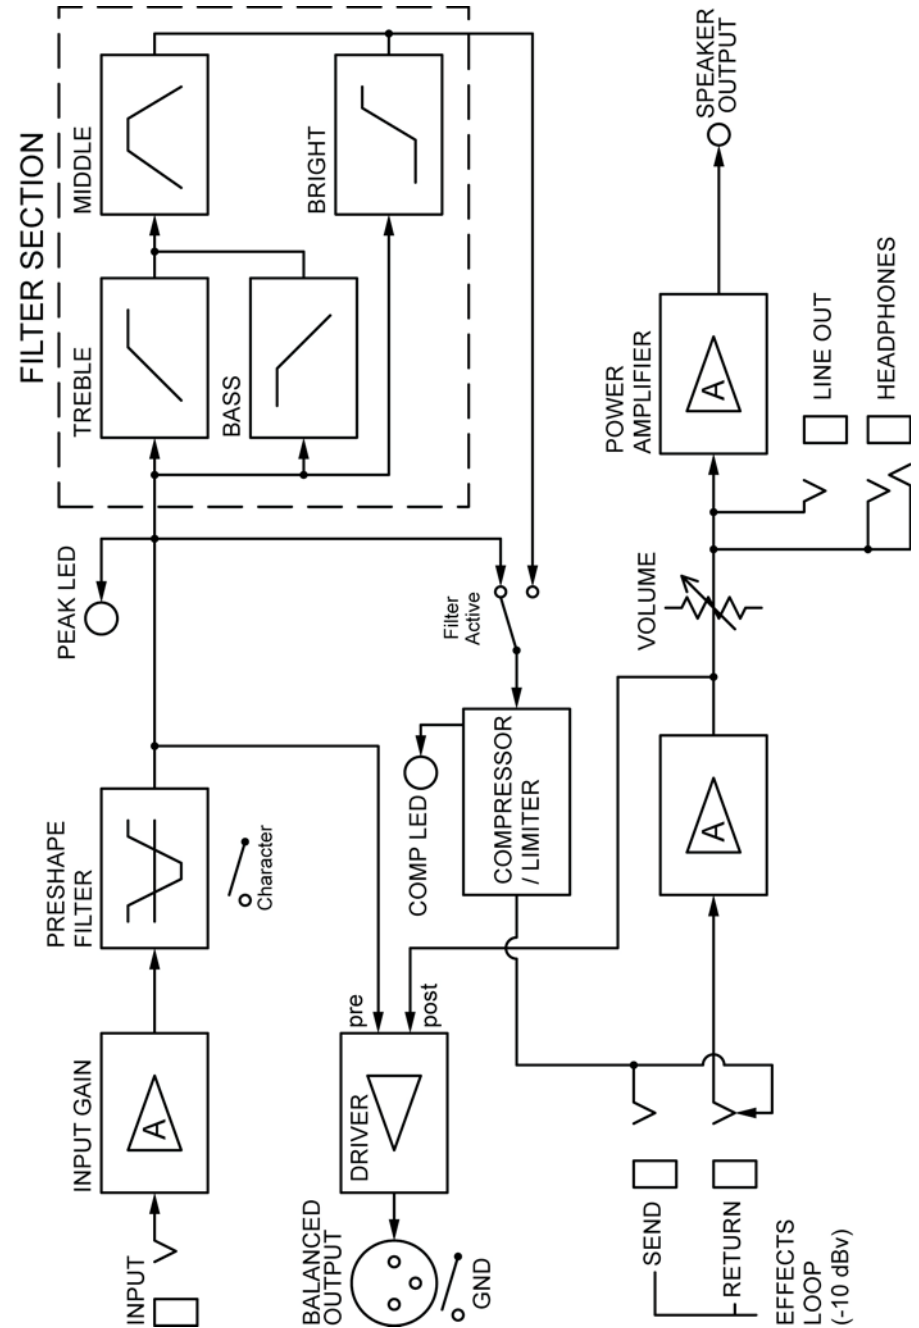 FILTER SECTION
INPUT
INPUT GAIN
A
PRESHAPE
FILTER
Character
PEAK LED
TREBLE
MIDDLE
BASS
BRIGHT
BALANCED
OUTPUT
GND
DRIVER
pre
post
COMP LED
COMPRESSOR
/ LIMITER
Filter
Active
SEND
RETURN
EFFECTS
LOOP
(-10 dBv)
A
VOLUME
POWER
AMPLIFIER
A
SPEAKER
OUTPUT
LINE OUT
HEADPHONES